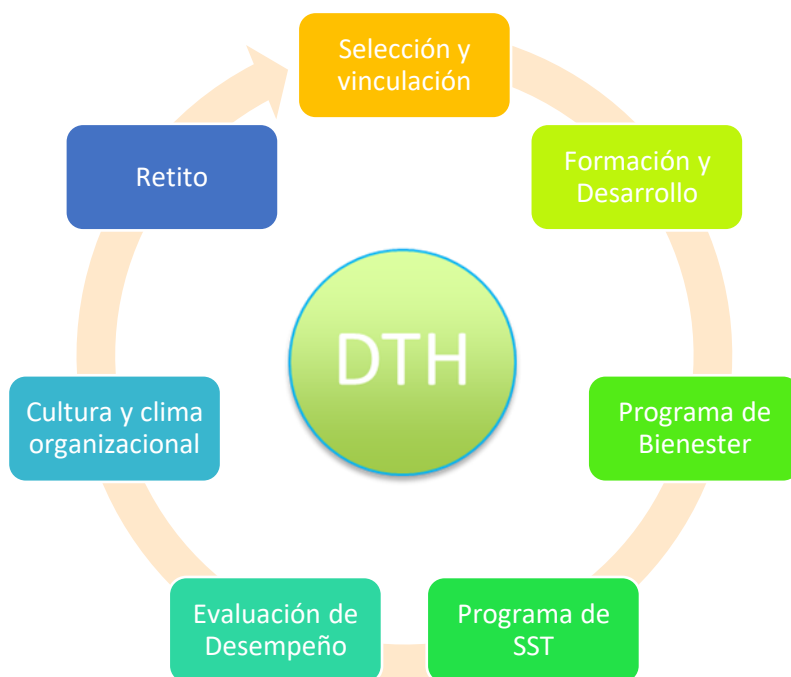 Selección y
vinculación
Formación y
Desarrollo
Programa de
Bienester
Programa de
SST
Evaluación de
Desempeño
Cultura y clima
organizacional
Retito
DTH